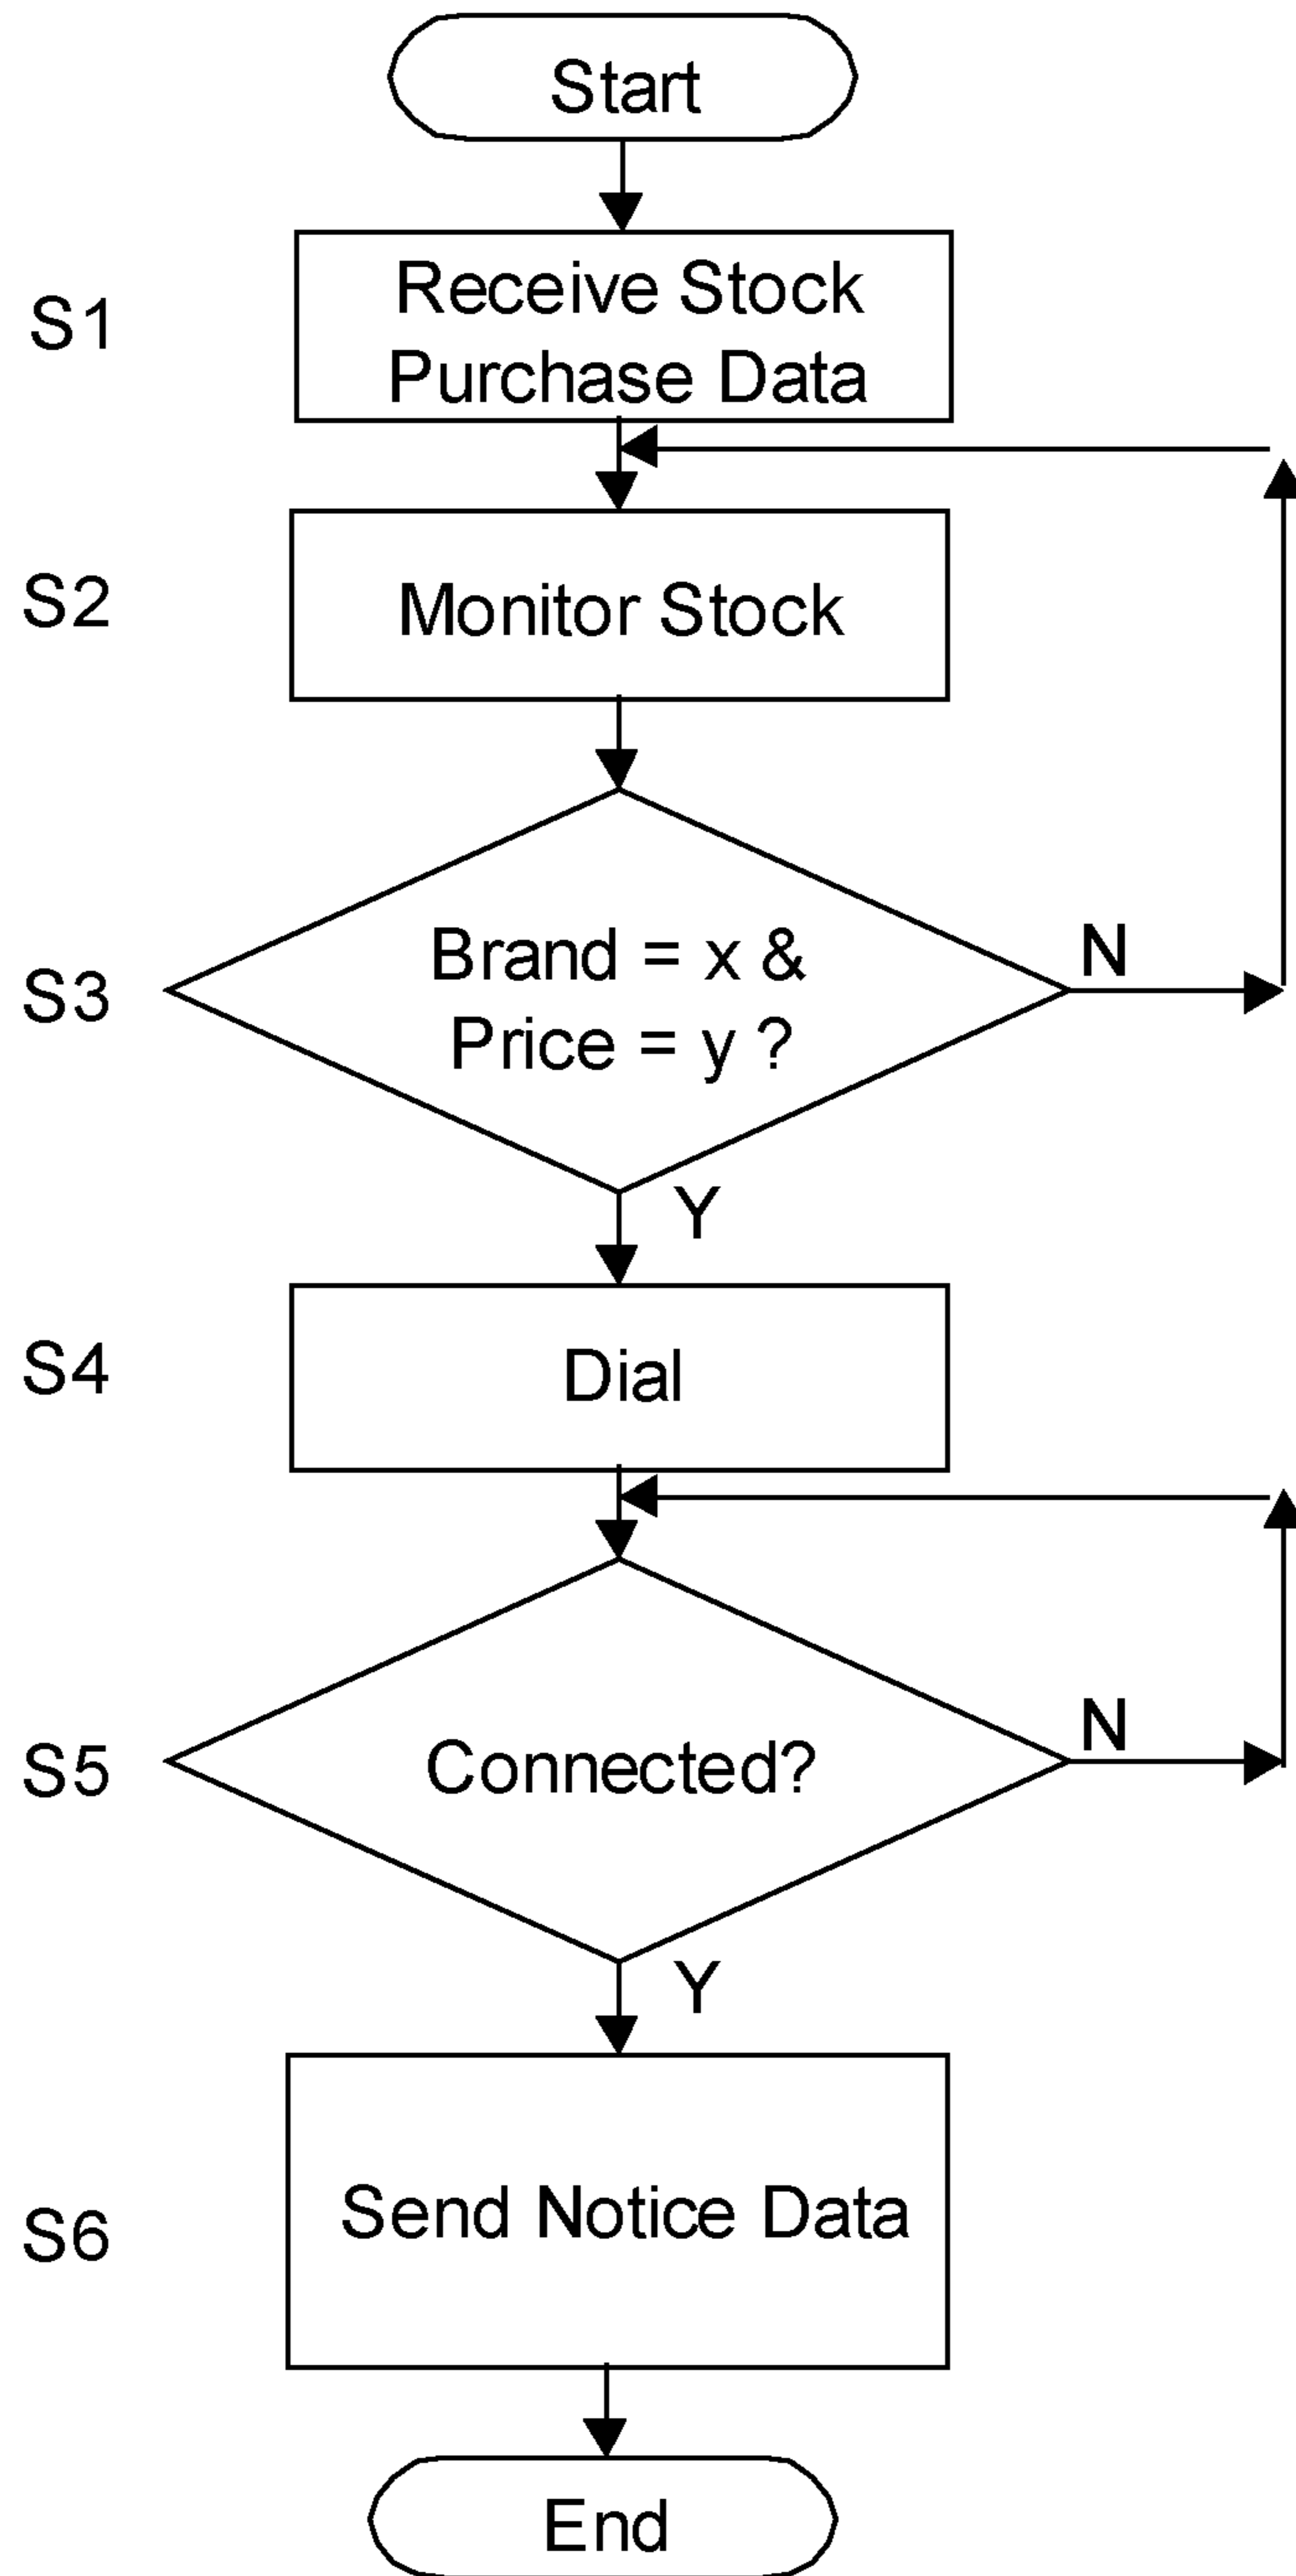 Start
S1
Receive Stock
Purchase Data
S2
Monitor Stock
S3
Brand = x &
Price = y ?
N
Y
S4
Dial
S5
Connected?
N
Y
S6
Send Notice Data
End